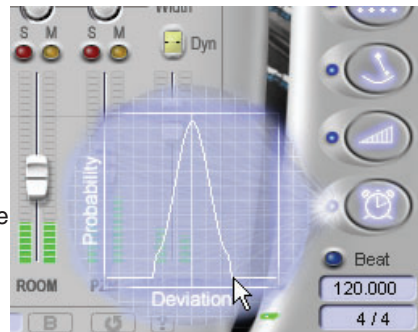 Width
S M S M
Dyn
Probability
Deviation
e
ROOM
Beat
120.000
4 / 4
B